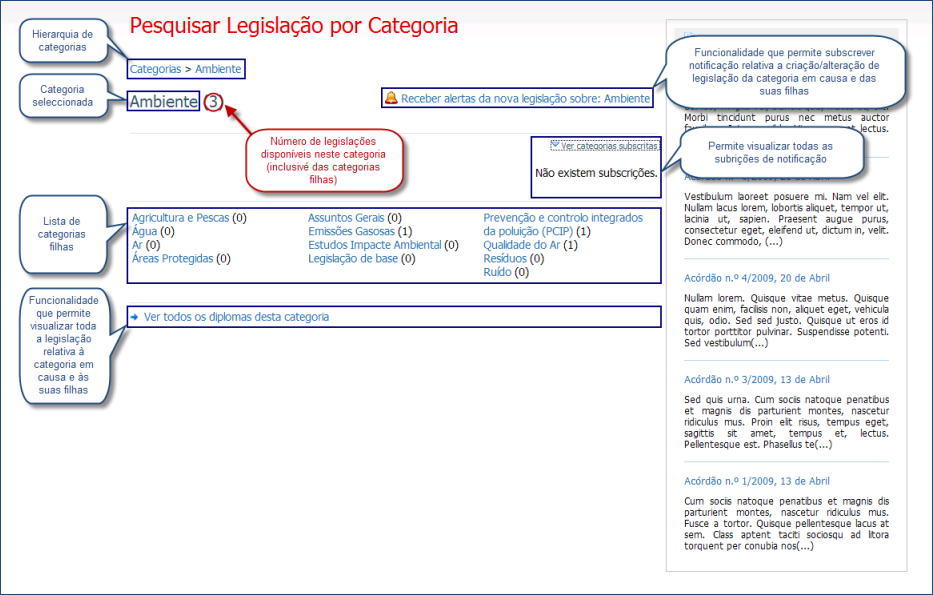 Pesquisar Legislação por Categoria
Hierarquia de
categorias
Categorias > Ambiente
Categoria
seleccionada
Ambiente 3
Receber alertas da nova legislação sobre: Ambiente
Funcionalidade que permite subscrever
notificação relativa a criação/alteração de
legislação da categoria em causa e das
suas filhas
Número de legislações
disponíveis neste categoria
(inclusivé das categorias
filhas)
Ver categorias subscritas
Não existem subscrições.
Permite visualizar todas as
subrições de notificação
Lista de
categorias
filhas
Agricultura e Pescas (0)
Água (0)
Ar (0)
Áreas Protegidas (0)
Assuntos Gerais (0)
Emissões Gasosas (1)
Estudos Impacte Ambiental (0)
Legislação de base (0)
Prevenção e controlo integrados
da poluição (PCIP) (1)
Qualidade do Ar (1)
Resíduos (0)
Ruído (0)
Funcionalidade
que permite
visualizar toda
a legislação
relativa à
categoria em
causa e às
suas filhas
Ver todos os diplomas desta categoria
Morbi tincidunt purus nec metus auctor
lectus.
Vestibulum laoreet posuere mi. Nam vel elit.
Nullam lacus lorem, lobortis aliquet, tempor ut,
lacinia ut, sapien. Praesent augue purus,
consectetur eget, eleifend ut, dictum in, velit.
Donec commodo, (...)
Acórdão n.º 4/2009, 20 de Abril
Nullam lorem. Quisque vitae metus. Quisque
quam enim, facilisis non, aliquet eget, vehicula
quis, odio. Sed sed justo. Quisque ut eros id
tortor porttitor pulvinar. Suspendisse potenti.
Sed vestibulum(...)
Acórdão n.º 3/2009, 13 de Abril
Sed quis urna. Cum sociis natoque penatibus
et magnis dis parturient montes, nascetur
ridiculus mus. Proin elit risus, tempus eget,
sagittis sit amet, tempus et, lectus.
Pellentesque est. Phasellus te(...)
Acórdão n.º 1/2009, 13 de Abril
Cum sociis natoque penatibus et magnis dis
parturient montes, nascetur ridiculus mus.
Fusce a tortor. Quisque pellentesque lacus at
sem. Class aptent taciti sociosqu ad litora
torquent per conubia nos(...)